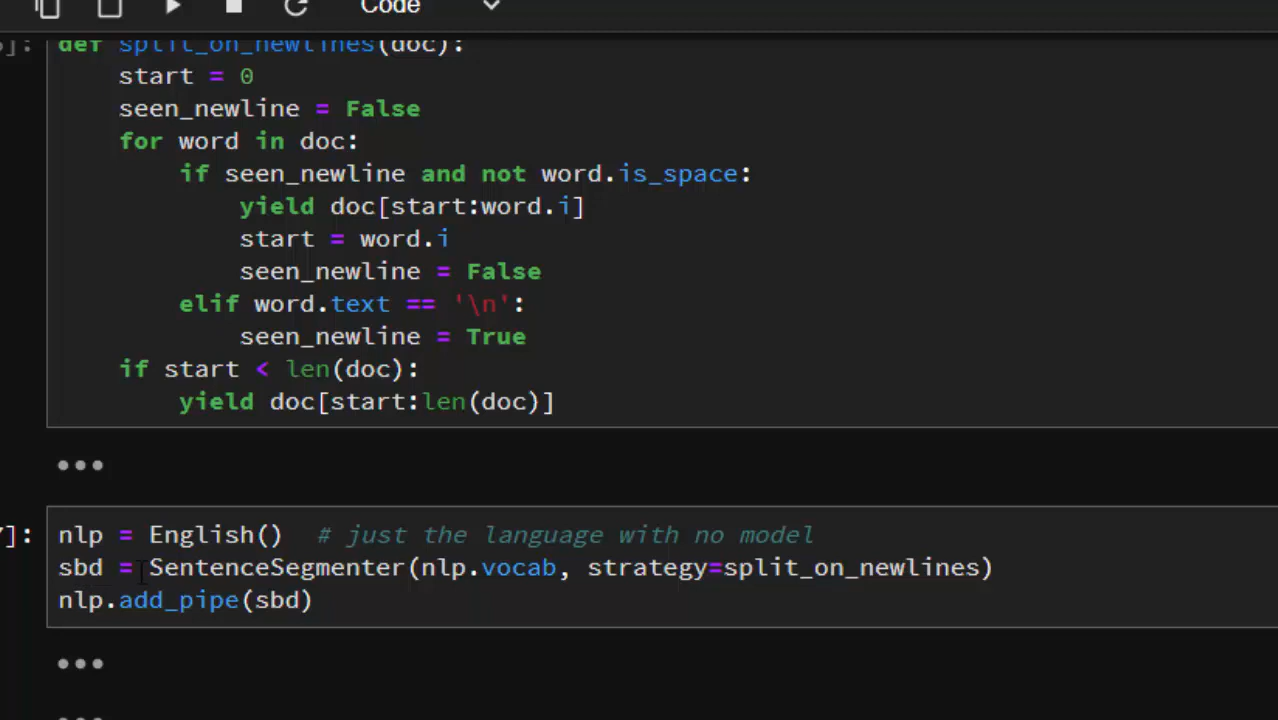 Code
]:
def split_on_newlines(doc):
    start = 0
    seen_newline = False
    for word in doc:
        if seen_newline and not word.is_space:
            yield doc[start:word.i]
            start = word.i
            seen_newline = False
        elif word.text == '\n':
            seen_newline = True
    if start < len(doc):
        yield doc[start:len(doc)]
]:
nlp = English()  # just the language with no model
sbd = SentenceSegmenter(nlp.vocab, strategy=split_on_newlines)
nlp.add_pipe(sbd)